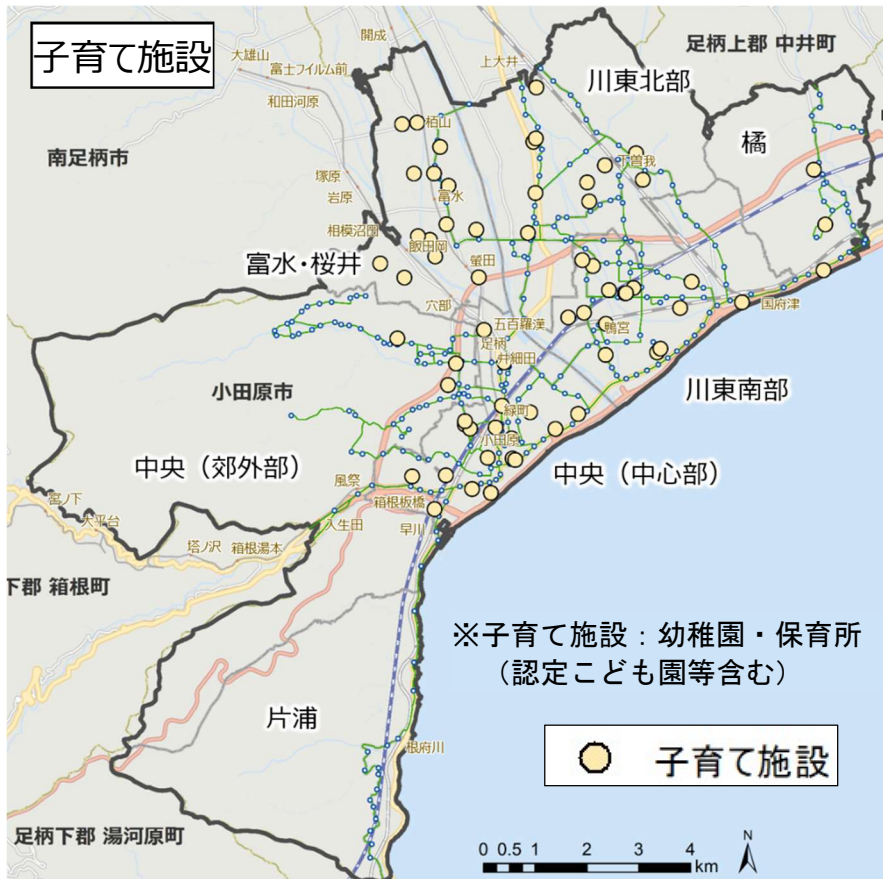 子育て施設
開成
大雄山
富士フイルム前
和田河原
上大井
足柄上郡 中井町
川東北部
栢山
橘
南足柄市
下曽我
塚原
岩原
富水
相模沼田
飯田岡
富水・桜井
螢田
穴部
国府津
五百羅漢
足柄
井細田
鴨宮
小田原市
川東南部
緑町
小田原
中央（郊外部）
中央（中心部）
風祭
宮ノ下
大平台
箱根板橋
入生田
早川
塔ノ沢
箱根湯本
下郡 箱根町
※子育て施設：幼稚園・保育所
（認定こども園等含む）
片浦
子育て施設
根府川
足柄下郡 湯河原町
0 0.5 1 2 3 4
km
N